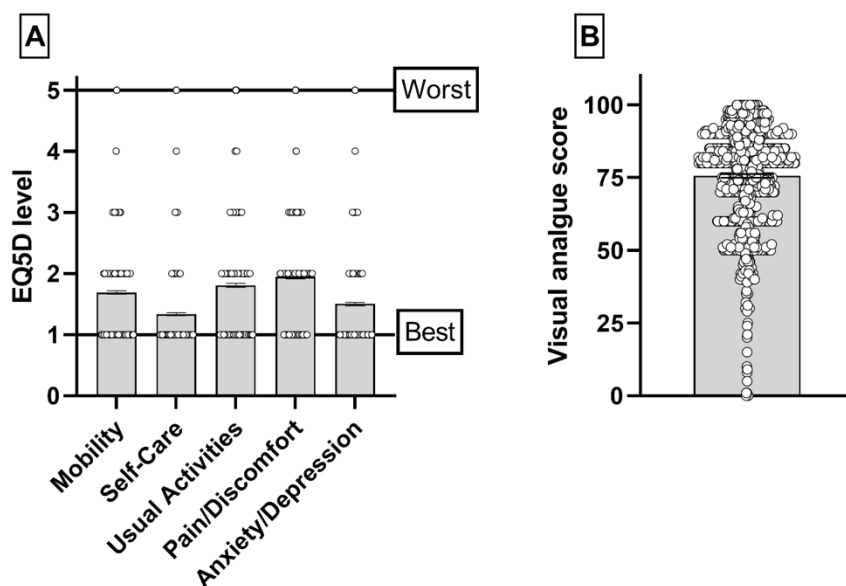 A
EQ5D level
5
4
3
2
1
0
Worst
Best
Mobility
Self-Care
Usual Activities
Pain/Discomfort
Anxiety/Depression
B
Visual analgue score
100
75
50
25
0